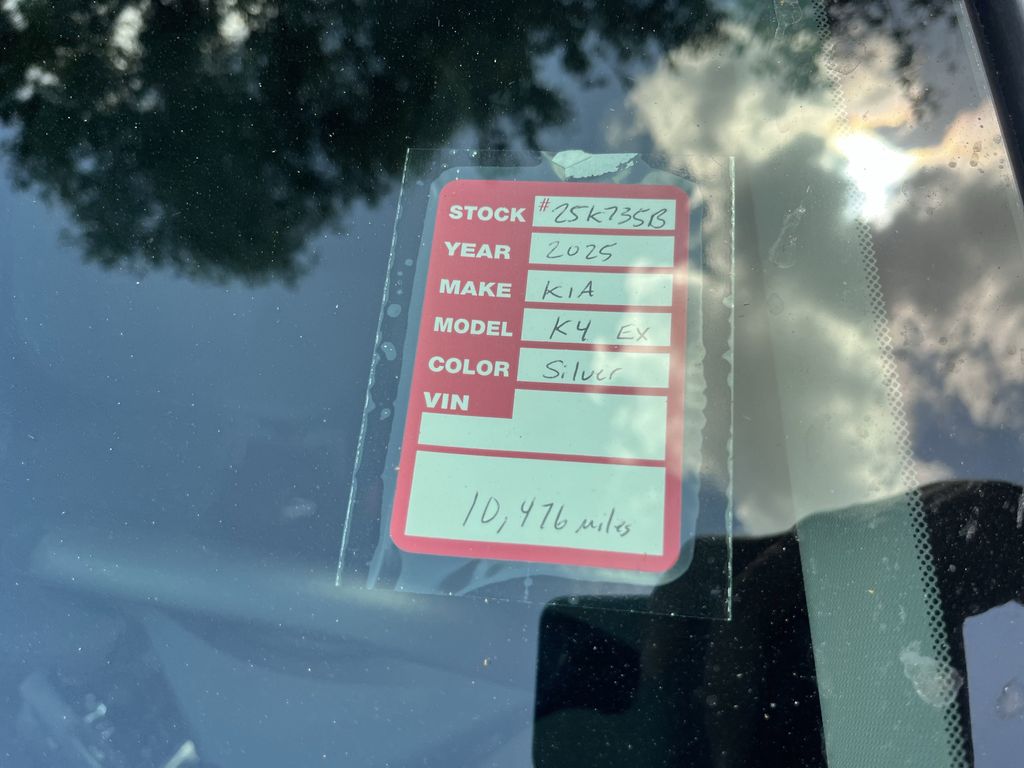 STOCK #25K735B
YEAR 2025
MAKE KIA
MODEL K4 EX
COLOR Silver
VIN
10,476 miles